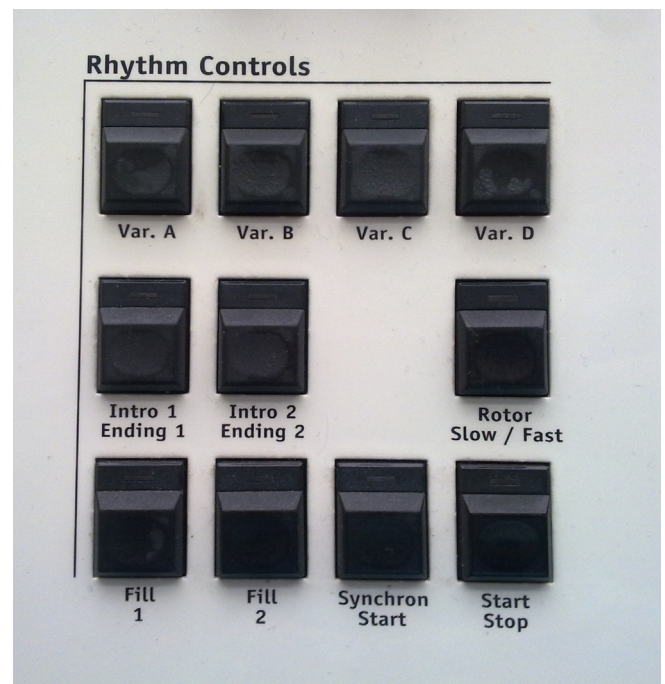 Rhythm Controls
Var. A
Var. B
Var. C
Var. D
Intro 1
Ending 1
Intro 2
Ending 2
Rotor
Slow / Fast
Fill
1
Fill
2
Synchron
Start
Start
Stop